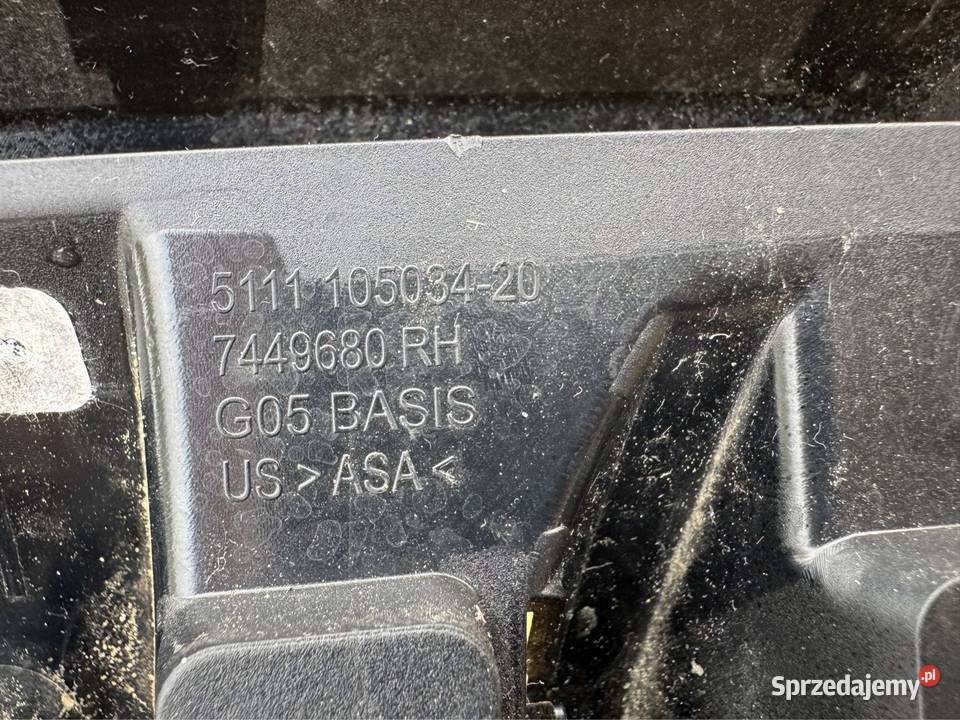 5111 105034-20
7449680 RH
G05 BASIS
US >ASA<
Sprzedajemy.pl